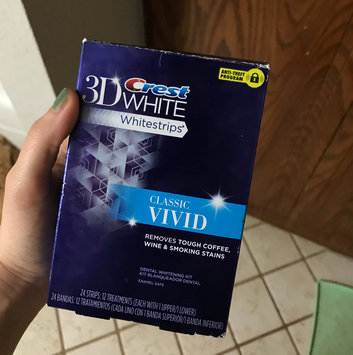 ANTI-THEFT
PROGRAM
Crest
3DWHITE
Whitestrips
CLASSIC
VIVID
REMOVES TOUGH COFFEE,
WINE & SMOKING STAINS
DENTAL WHITENING KIT
KIT BLANQUEADOR DENTAL
ENAMEL SAFE
24 STRIPS: 12 TREATMENTS (EACH WITH 1 UPPER/1 LOWER)
24 BANDAS: 12 TRATAMIENTOS (CADA UNO CON 1 BANDA SUPERIOR/1 BANDA INFERIOR)